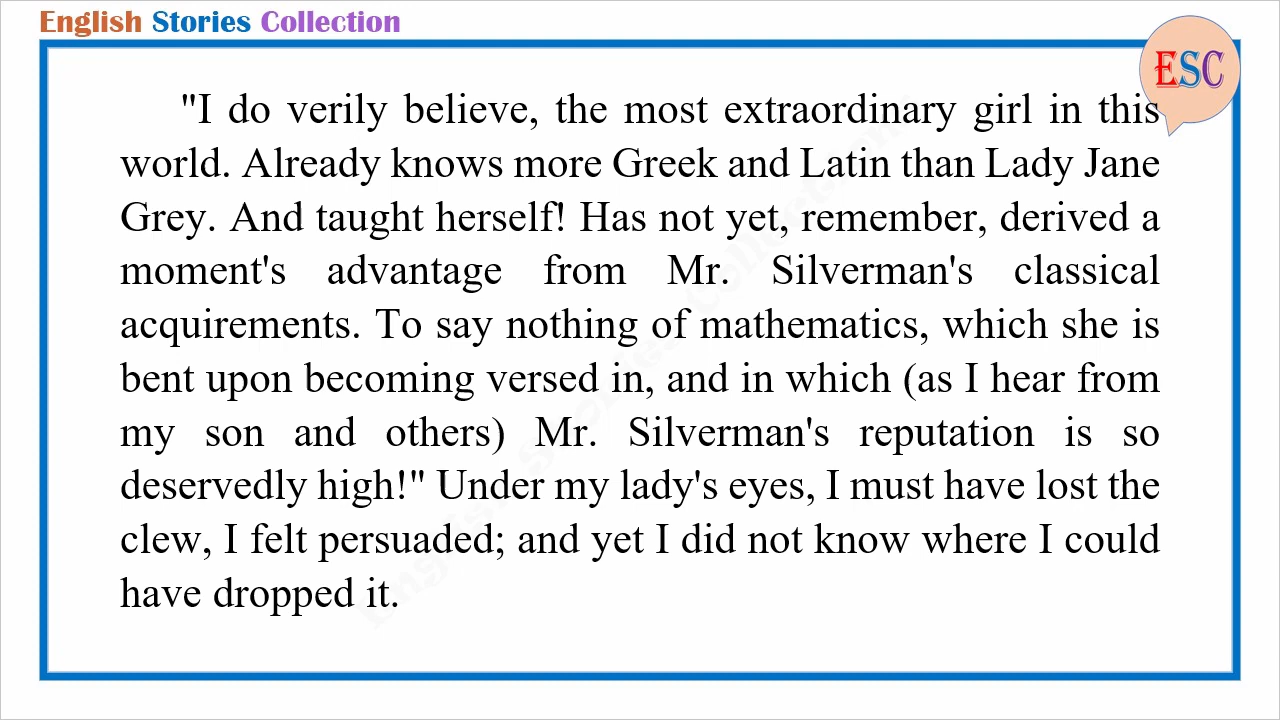 English Stories Collection
ESC
"I do verily believe, the most extraordinary girl in this
world. Already knows more Greek and Latin than Lady Jane
Grey. And taught herself! Has not yet, remember, derived a
moment's advantage from Mr. Silverman's classical
acquirements. To say nothing of mathematics, which she is
bent upon becoming versed in, and in which (as I hear from
my son and others) Mr. Silverman's reputation is so
deservedly high!" Under my lady's eyes, I must have lost the
clew, I felt persuaded; and yet I did not know where I could
have dropped it.
English Stories Collection